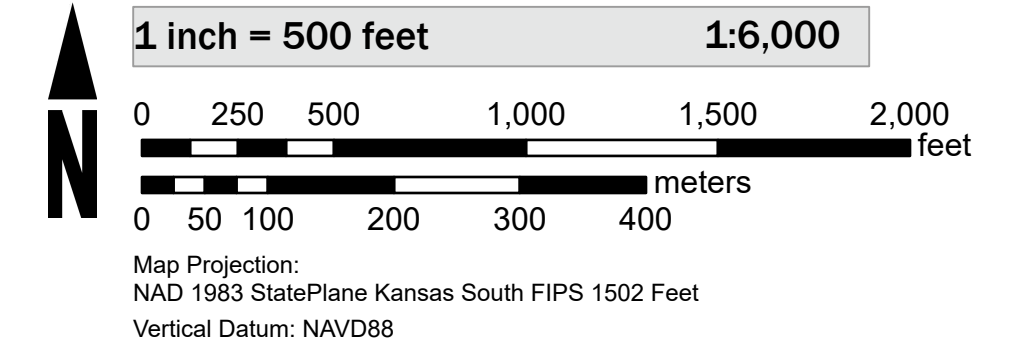 1 inch = 500 feet 1:6,000
0 250 500 1,000 1,500 2,000
feet
meters
0 50 100 200 300 400
N
Map Projection:
NAD 1983 StatePlane Kansas South FIPS 1502 Feet
Vertical Datum: NAVD88